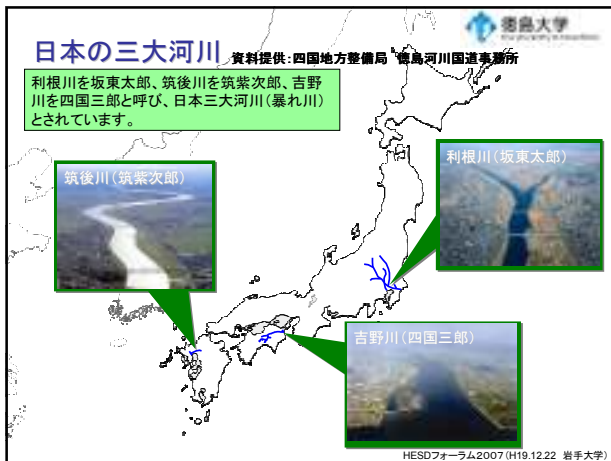 徳島大学
日本の三大河川 資料提供:四国地方整備局 徳島河川国道事務所
利根川を坂東太郎、筑後川を筑紫次郎、吉野
川を四国三郎と呼び、日本三大河川(暴れ川)
とされています。
筑後川(筑紫次郎)
利根川(坂東太郎)
吉野川(四国三郎)
HESDフォーラム2007(H19.12.22 岩手大学)